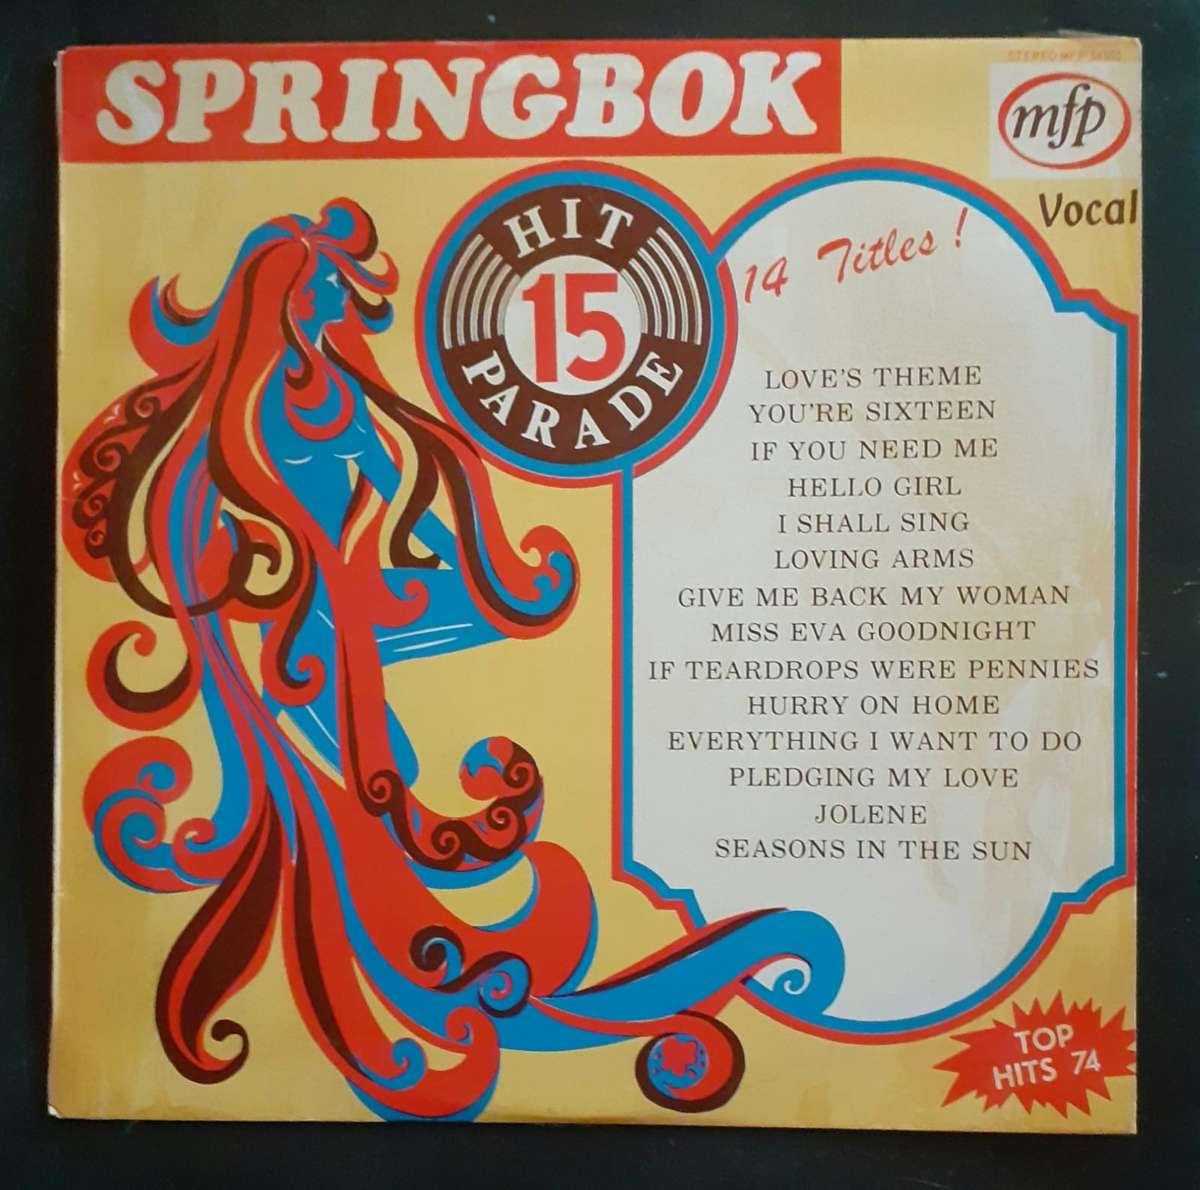 SPRINGBOK
mfp
Vocal
HIT
15
PARADE
14 Titles!
LOVE'S THEME
YOU'RE SIXTEEN
IF YOU NEED ME
HELLO GIRL
I SHALL SING
LOVING ARMS
GIVE ME BACK MY WOMAN
MISS EVA GOODNIGHT
IF TEARDROPS WERE PENNIES
HURRY ON HOME
EVERYTHING I WANT TO DO
PLEDGING MY LOVE
JOLENE
SEASONS IN THE SUN
TOP
HITS 74